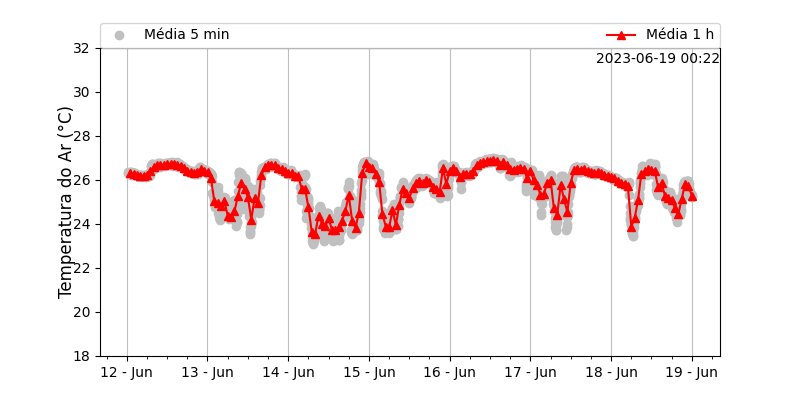 Média 5 min
Média 1 h
2023-06-19 00:22
Temperatura do Ar (°C)
32
30
28
26
24
22
20
18
12 - Jun
13 - Jun
14 - Jun
15 - Jun
16 - Jun
17 - Jun
18 - Jun
19 - Jun